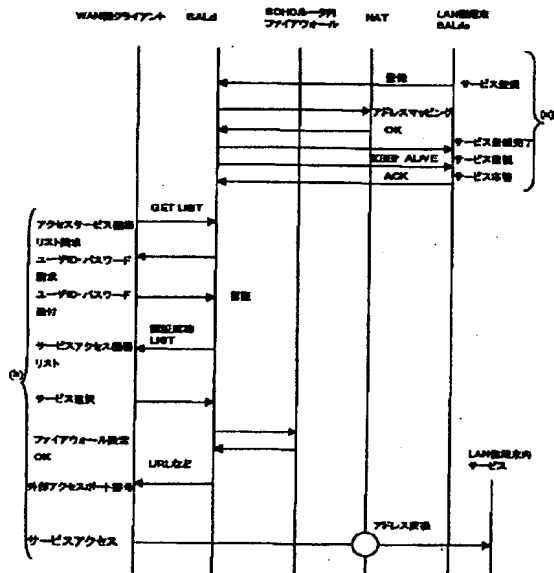 WAN側クライアント
SALd
SOHOルータ内
ファイアウォール
NAT
LAN側端末
SALdc
登録
サービス登録
アドレスマッピング
OK
サービス登録完了
KEEP ALIVE
サービス監視
ACK
サービス応答
(a)
GET LIST
アクセスサービス機器
リスト請求
ユーザID・パスワード
請求
ユーザID・パスワード
送付
認証
認証成功
LIST
サービスアクセス機器
リスト
(b)
サービス選択
ファイアウォール設定
OK
URLなど
外部アクセスポート番号
LAN側端末内
サービス
アドレス変換
サービスアクセス